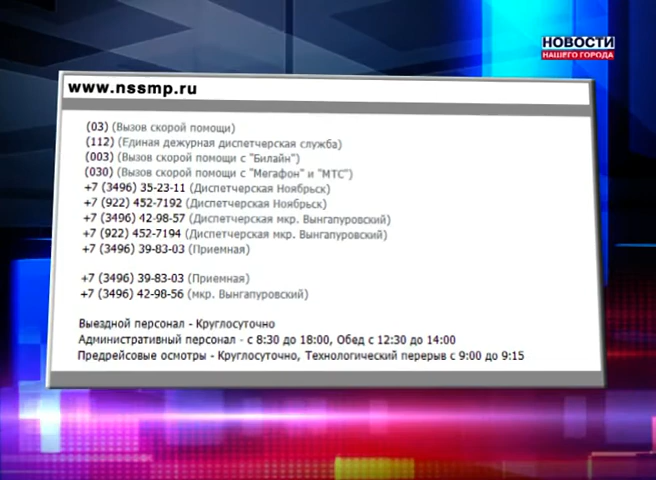 НОВОСТИ
НАШЕГО ГОРОДА
www.nssmp.ru
(03) (Вызов скорой помощи)
(112) (Единая дежурная диспетчерская служба)
(003) (Вызов скорой помощи с "Билайн")
(030) (Вызов скорой помощи с "Мегафон" и "МТС")
+7 (3496) 35-23-11 (Диспетчерская Ноябрьск)
+7 (922) 452-7192 (Диспетчерская Ноябрьск)
+7 (3496) 42-98-57 (Диспетчерская мкр. Вынгапуровский)
+7 (922) 452-7194 (Диспетчерская мкр. Вынгапуровский)
+7 (3496) 39-83-03 (Приемная)
+7 (3496) 39-83-03 (Приемная)
+7 (3496) 42-98-56 (мкр. Вынгапуровский)
Выездной персонал - Круглосуточно
Административный персонал - с 8:30 до 18:00, Обед с 12:30 до 14:00
Предрейсовые осмотры - Круглосуточно, Технологический перерыв с 9:00 до 9:15